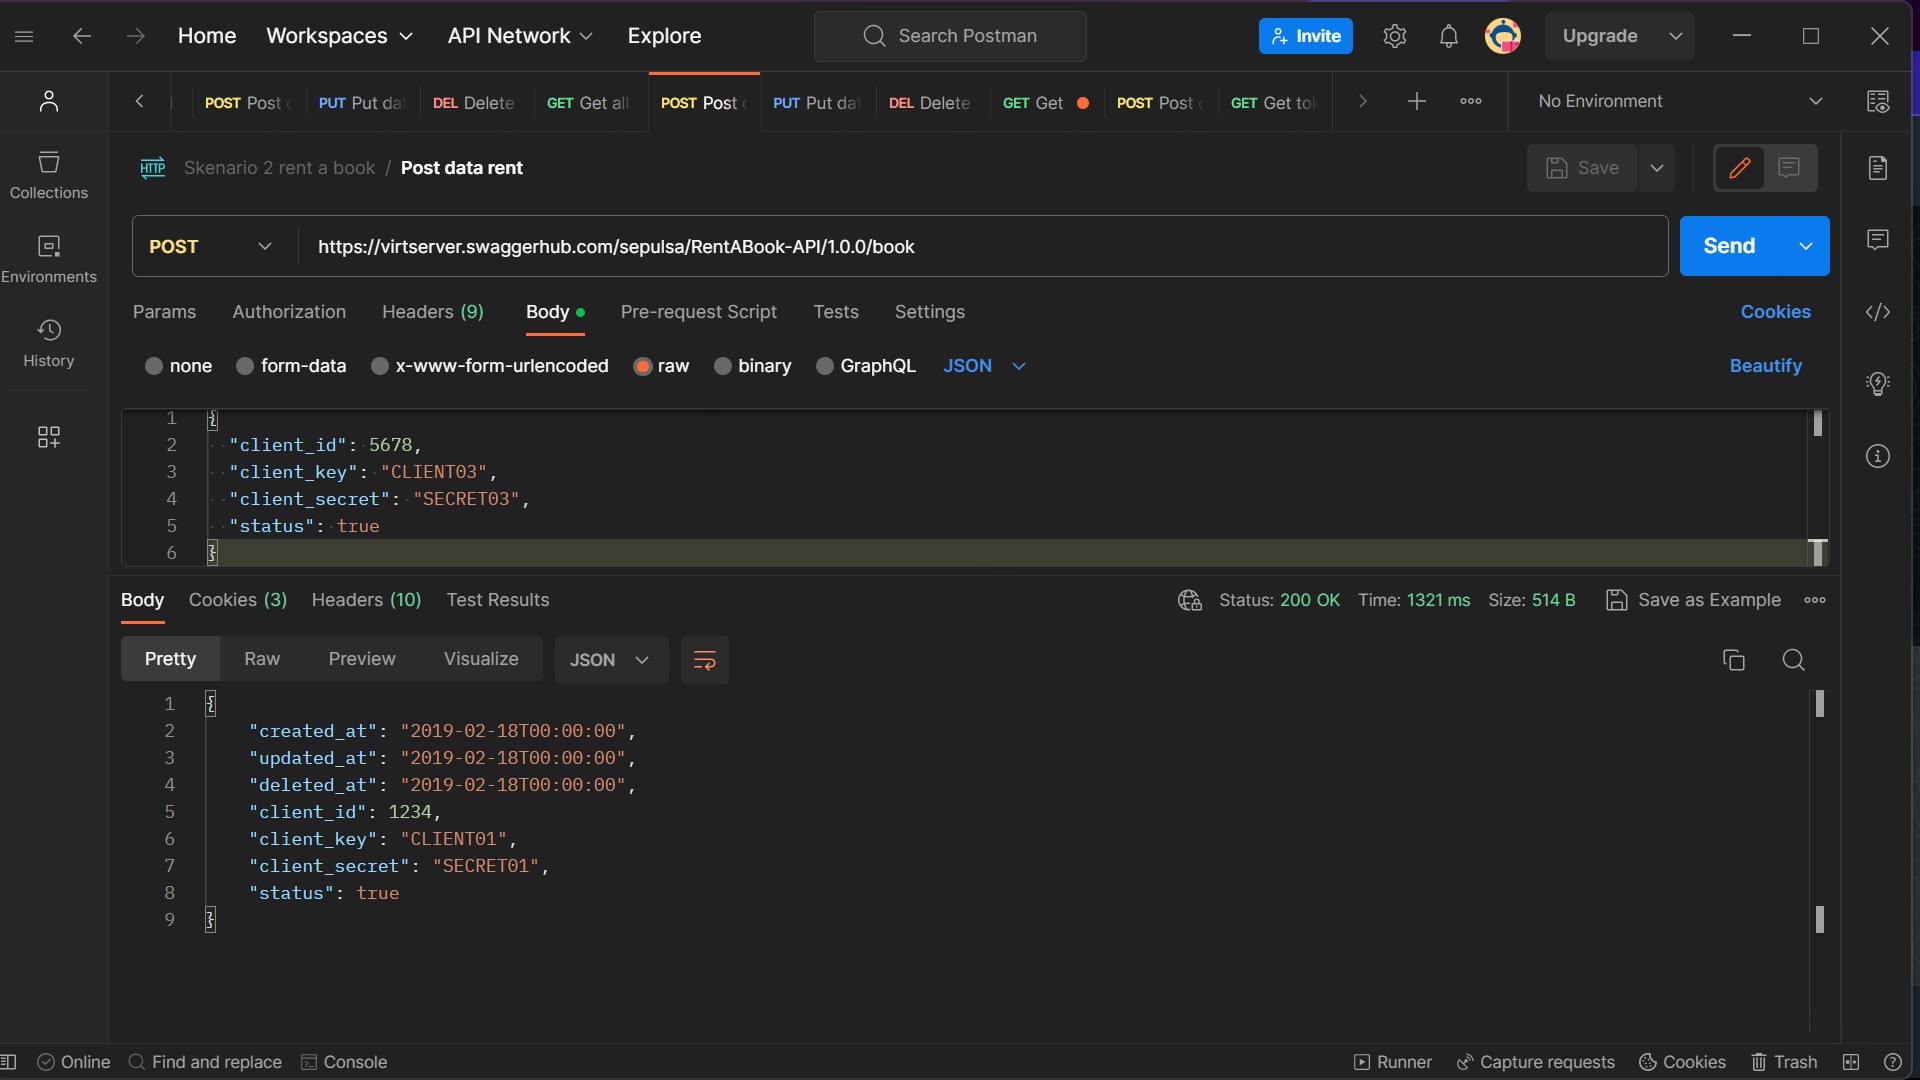 Home Workspaces API Network Explore Search Postman Invite Upgrade
POST Post PUT Put da DEL Delete GET Get all POST Post PUT Put dat DEL Delete GET Get POST Post GET Get to No Environment
HTTP Skenario 2 rent a book / Post data rent Save
Collections
POST https://virtserver.swaggerhub.com/sepulsa/RentABook-API/1.0.0/book Send
Environments
Params Authorization Headers (9) Body Pre-request Script Tests Settings Cookies
History
none form-data x-www-form-urlencoded raw binary GraphQL JSON Beautify
1 {
2 "client_id": 5678,
3 "client_key": "CLIENT03",
4 "client_secret": "SECRET03",
5 "status": true
6 }
Body Cookies (3) Headers (10) Test Results Status: 200 OK Time: 1321 ms Size: 514 B Save as Example
Pretty Raw Preview Visualize JSON
1 {
2 "created_at": "2019-02-18T00:00:00",
3 "updated_at": "2019-02-18T00:00:00",
4 "deleted_at": "2019-02-18T00:00:00",
5 "client_id": 1234,
6 "client_key": "CLIENT01",
7 "client_secret": "SECRET01",
8 "status": true
9 }
Online Find and replace Console Runner Capture requests Cookies Trash